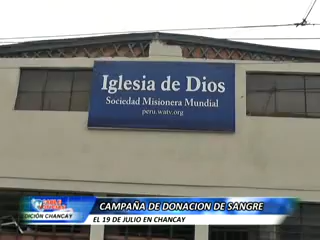 Iglesia de Dios
Sociedad Misionera Mundial
peru.watv.org
CAMPAÑA DE DONACION DE SANGRE
EDICIÓN CHANCAY
EL 19 DE JULIO EN CHANCAY